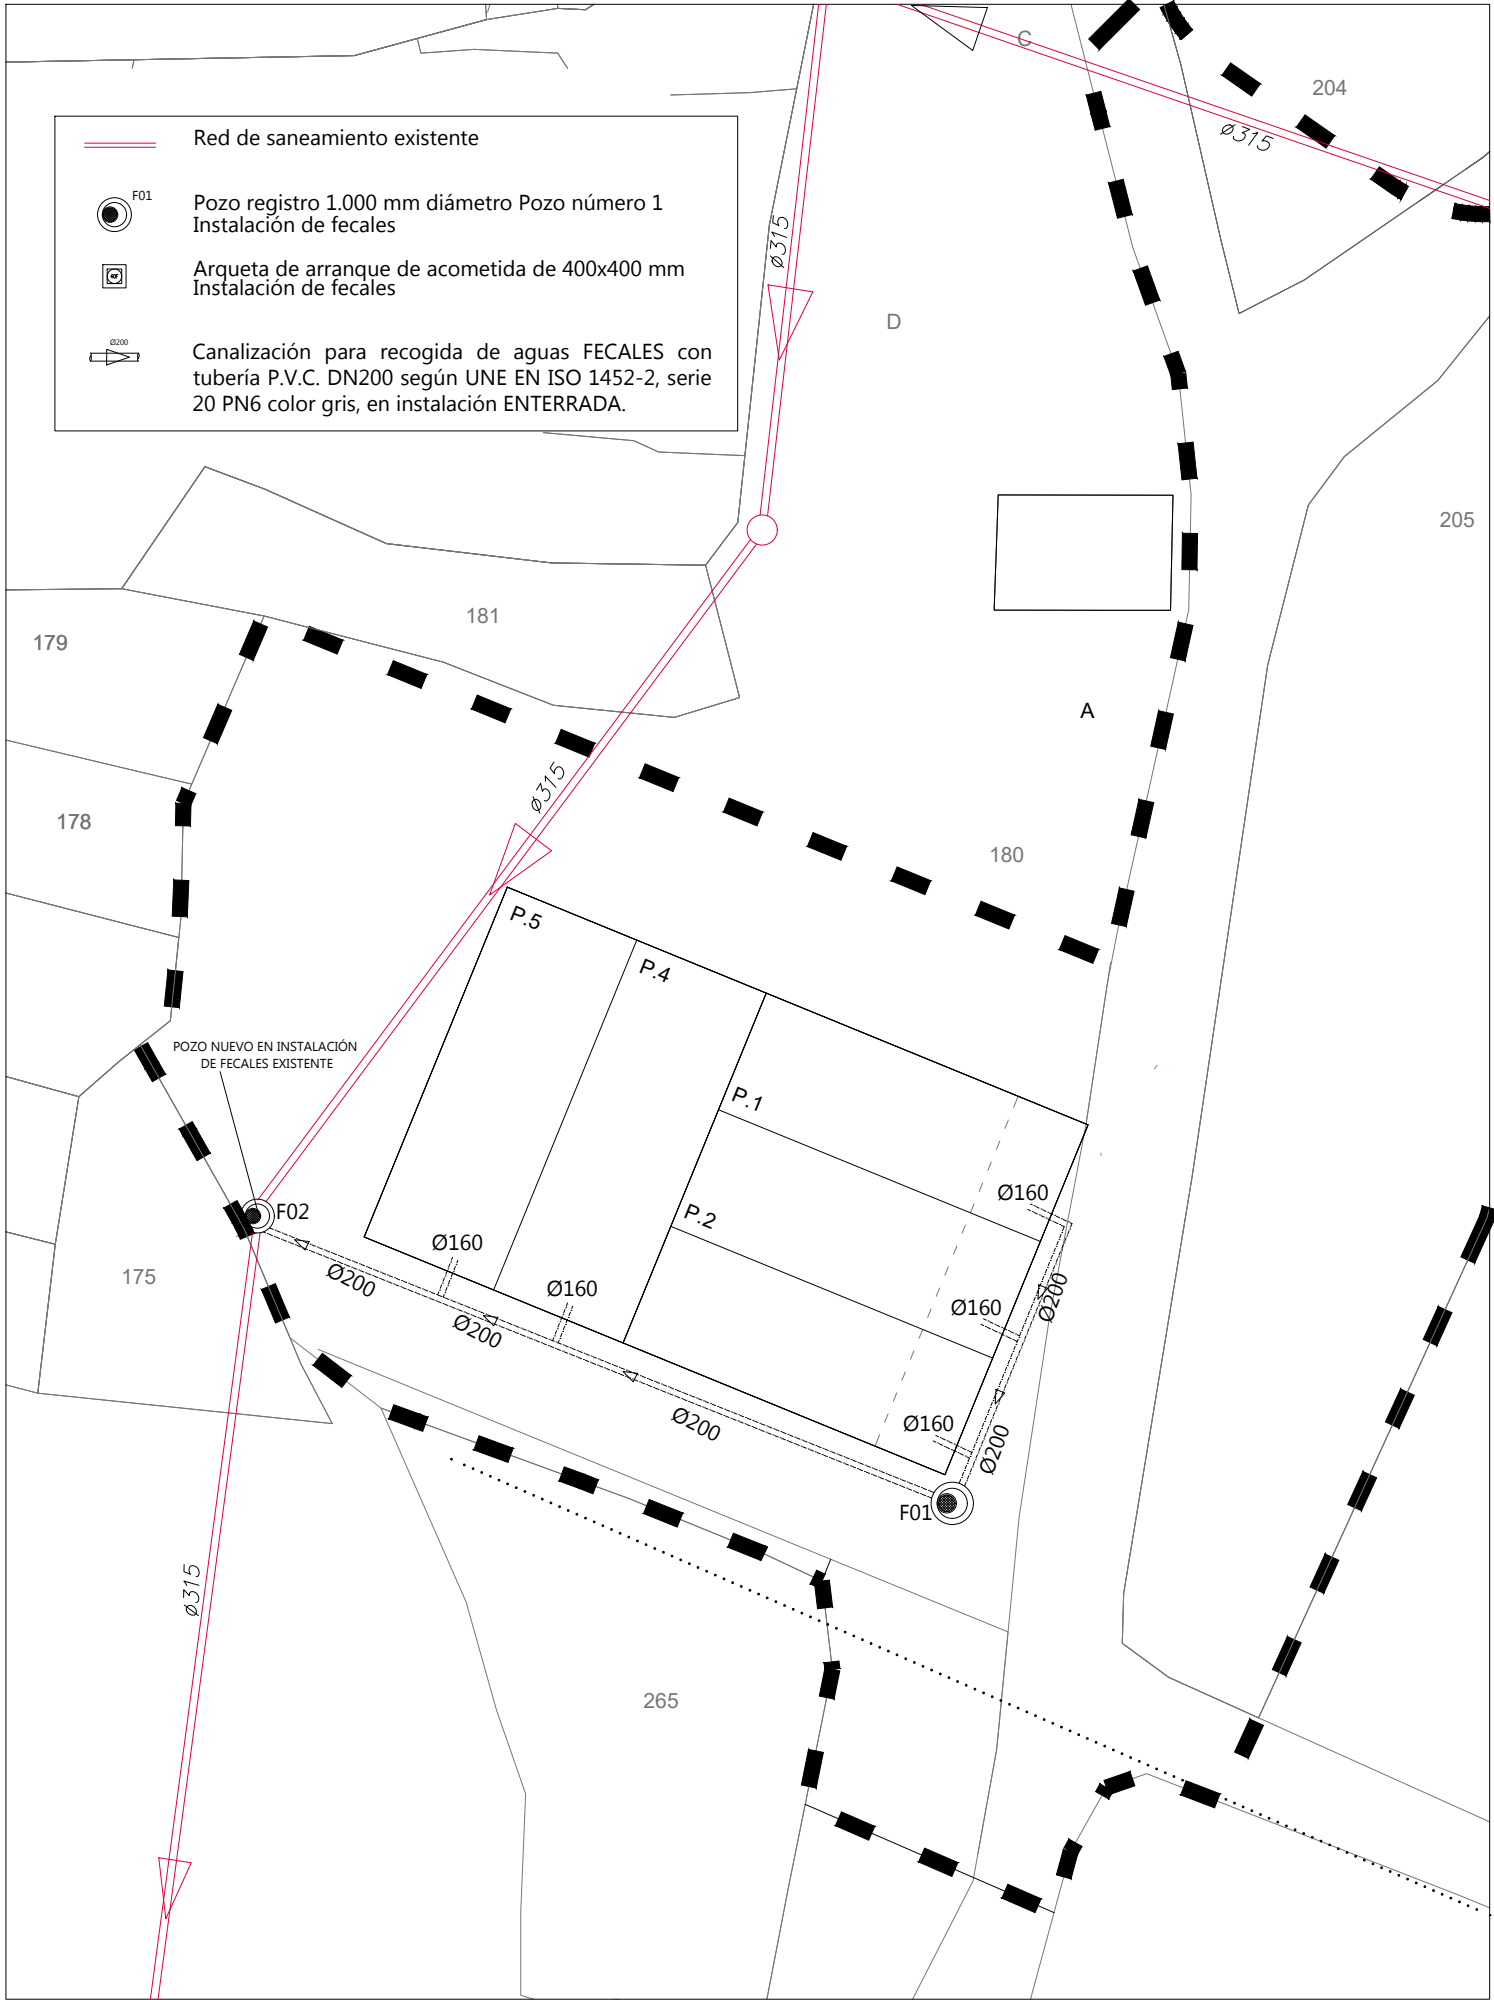 C
204
ø315
Red de saneamiento existente
F01
Pozo registro 1.000 mm diámetro Pozo número 1
Instalación de fecales
Arqueta de arranque de acometida de 400x400 mm
Instalación de fecales
Ø200
Canalización para recogida de aguas FECALES con
tubería P.V.C. DN200 según UNE EN ISO 1452-2, serie
20 PN6 color gris, en instalación ENTERRADA.
ø315
D
205
181
179
A
ø315
178
180
P.5
P.4
POZO NUEVO EN INSTALACIÓN
DE FECALES EXISTENTE
P.1
Ø160
F02
P.2
Ø160
175
Ø200
Ø160
Ø200
Ø160
Ø200
Ø200
Ø160
Ø200
F01
ø315
265